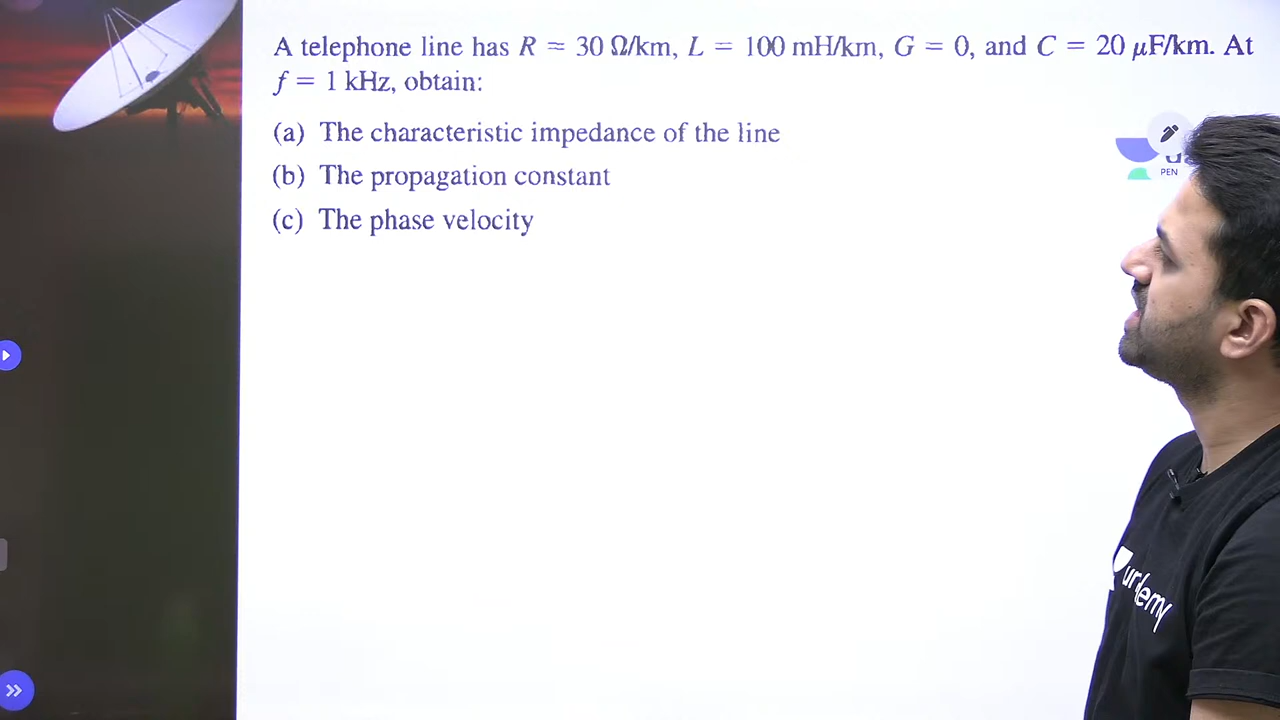 A telephone line has R = 30 Ω/km, L = 100 mH/km, G = 0, and C = 20 μF/km. At
f = 1 kHz, obtain:
(a) The characteristic impedance of the line
(b) The propagation constant
(c) The phase velocity
PEN